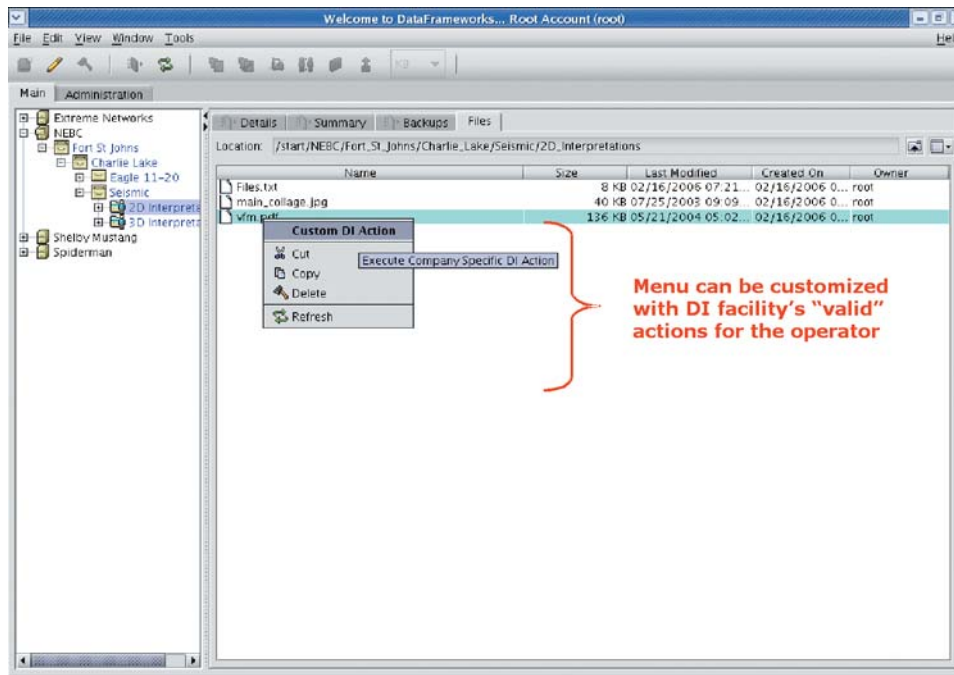 Welcome to DataFrameworks... Root Account (root)
File Edit View Window Tools
Hel
KB
Main Administration
Extreme Networks
NEBC
Fort St Johns
Charlie Lake
Eagle 11-20
Seismic
2D Interpreta
3D Interpreta
Shelby Mustang
Spiderman
Details Summary Backups Files
Location: /start/NEBC/Fort_St_Johns/Charlie_Lake/Seismic/2D_Interpretations
Name Size Last Modified Created On Owner
Files.txt 8 KB 02/16/2006 07:21... 02/16/2006 0... root
main_collage.jpg 40 KB 07/25/2003 09:09... 02/16/2006 0... root
vfm.pdf 136 KB 05/21/2004 05:02... 02/16/2006 0... root
Custom DI Action
Cut
Execute Company Specific DI Action
Copy
Delete
Refresh
Menu can be customized
with DI facility's “valid”
actions for the operator